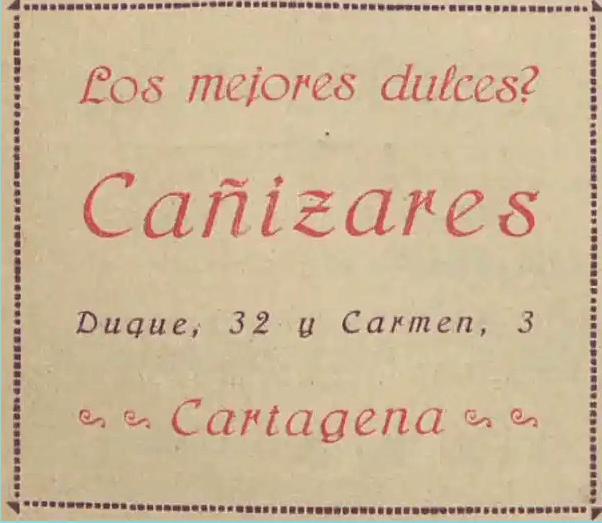 Los mejores dulces?
Cañizares
Duque, 32 y Carmen, 3
Cartagena